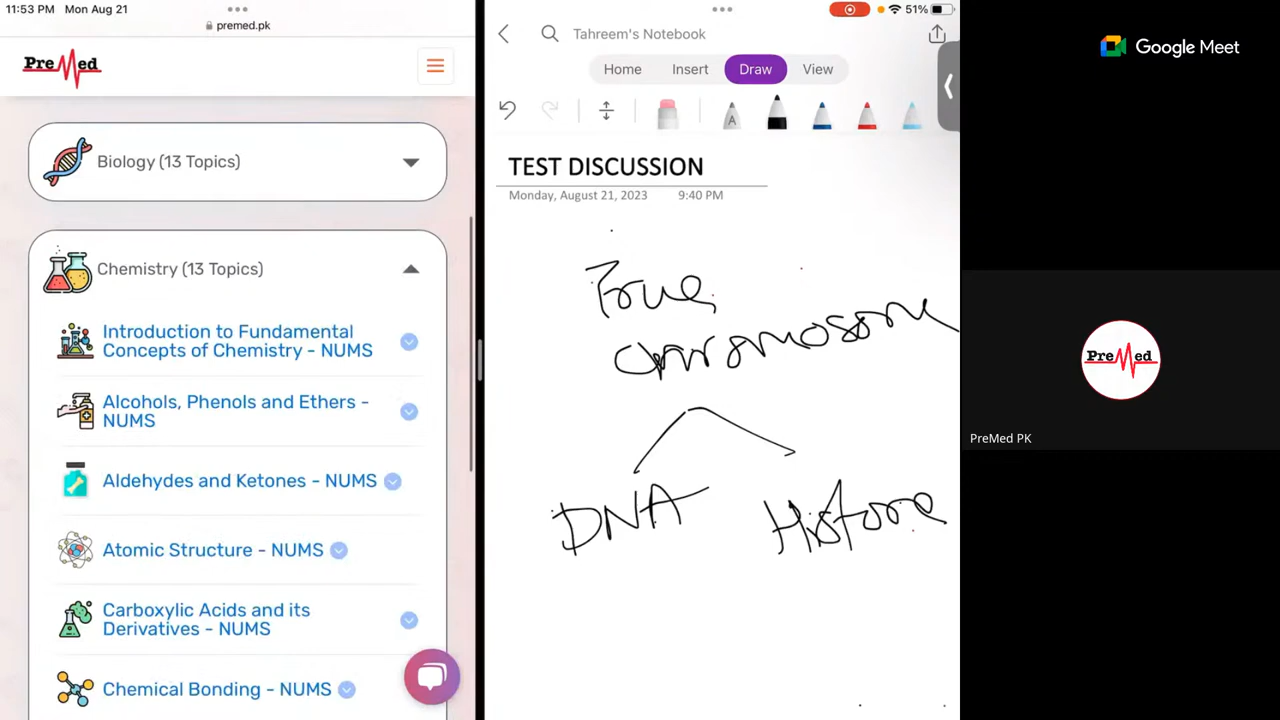 11:53 PM Mon Aug 21
premed.pk
PreMed
Biology (13 Topics)
Chemistry (13 Topics)
Introduction to Fundamental
Concepts of Chemistry - NUMS
Alcohols, Phenols and Ethers -
NUMS
Aldehydes and Ketones - NUMS
Atomic Structure - NUMS
Carboxylic Acids and its
Derivatives - NUMS
Chemical Bonding - NUMS
51%
Tahreem's Notebook
Home Insert Draw View
A
TEST DISCUSSION
Monday, August 21, 2023 9:40 PM
True
chrsmosome
DNA Histone
Google Meet
PreMed
PreMed PK